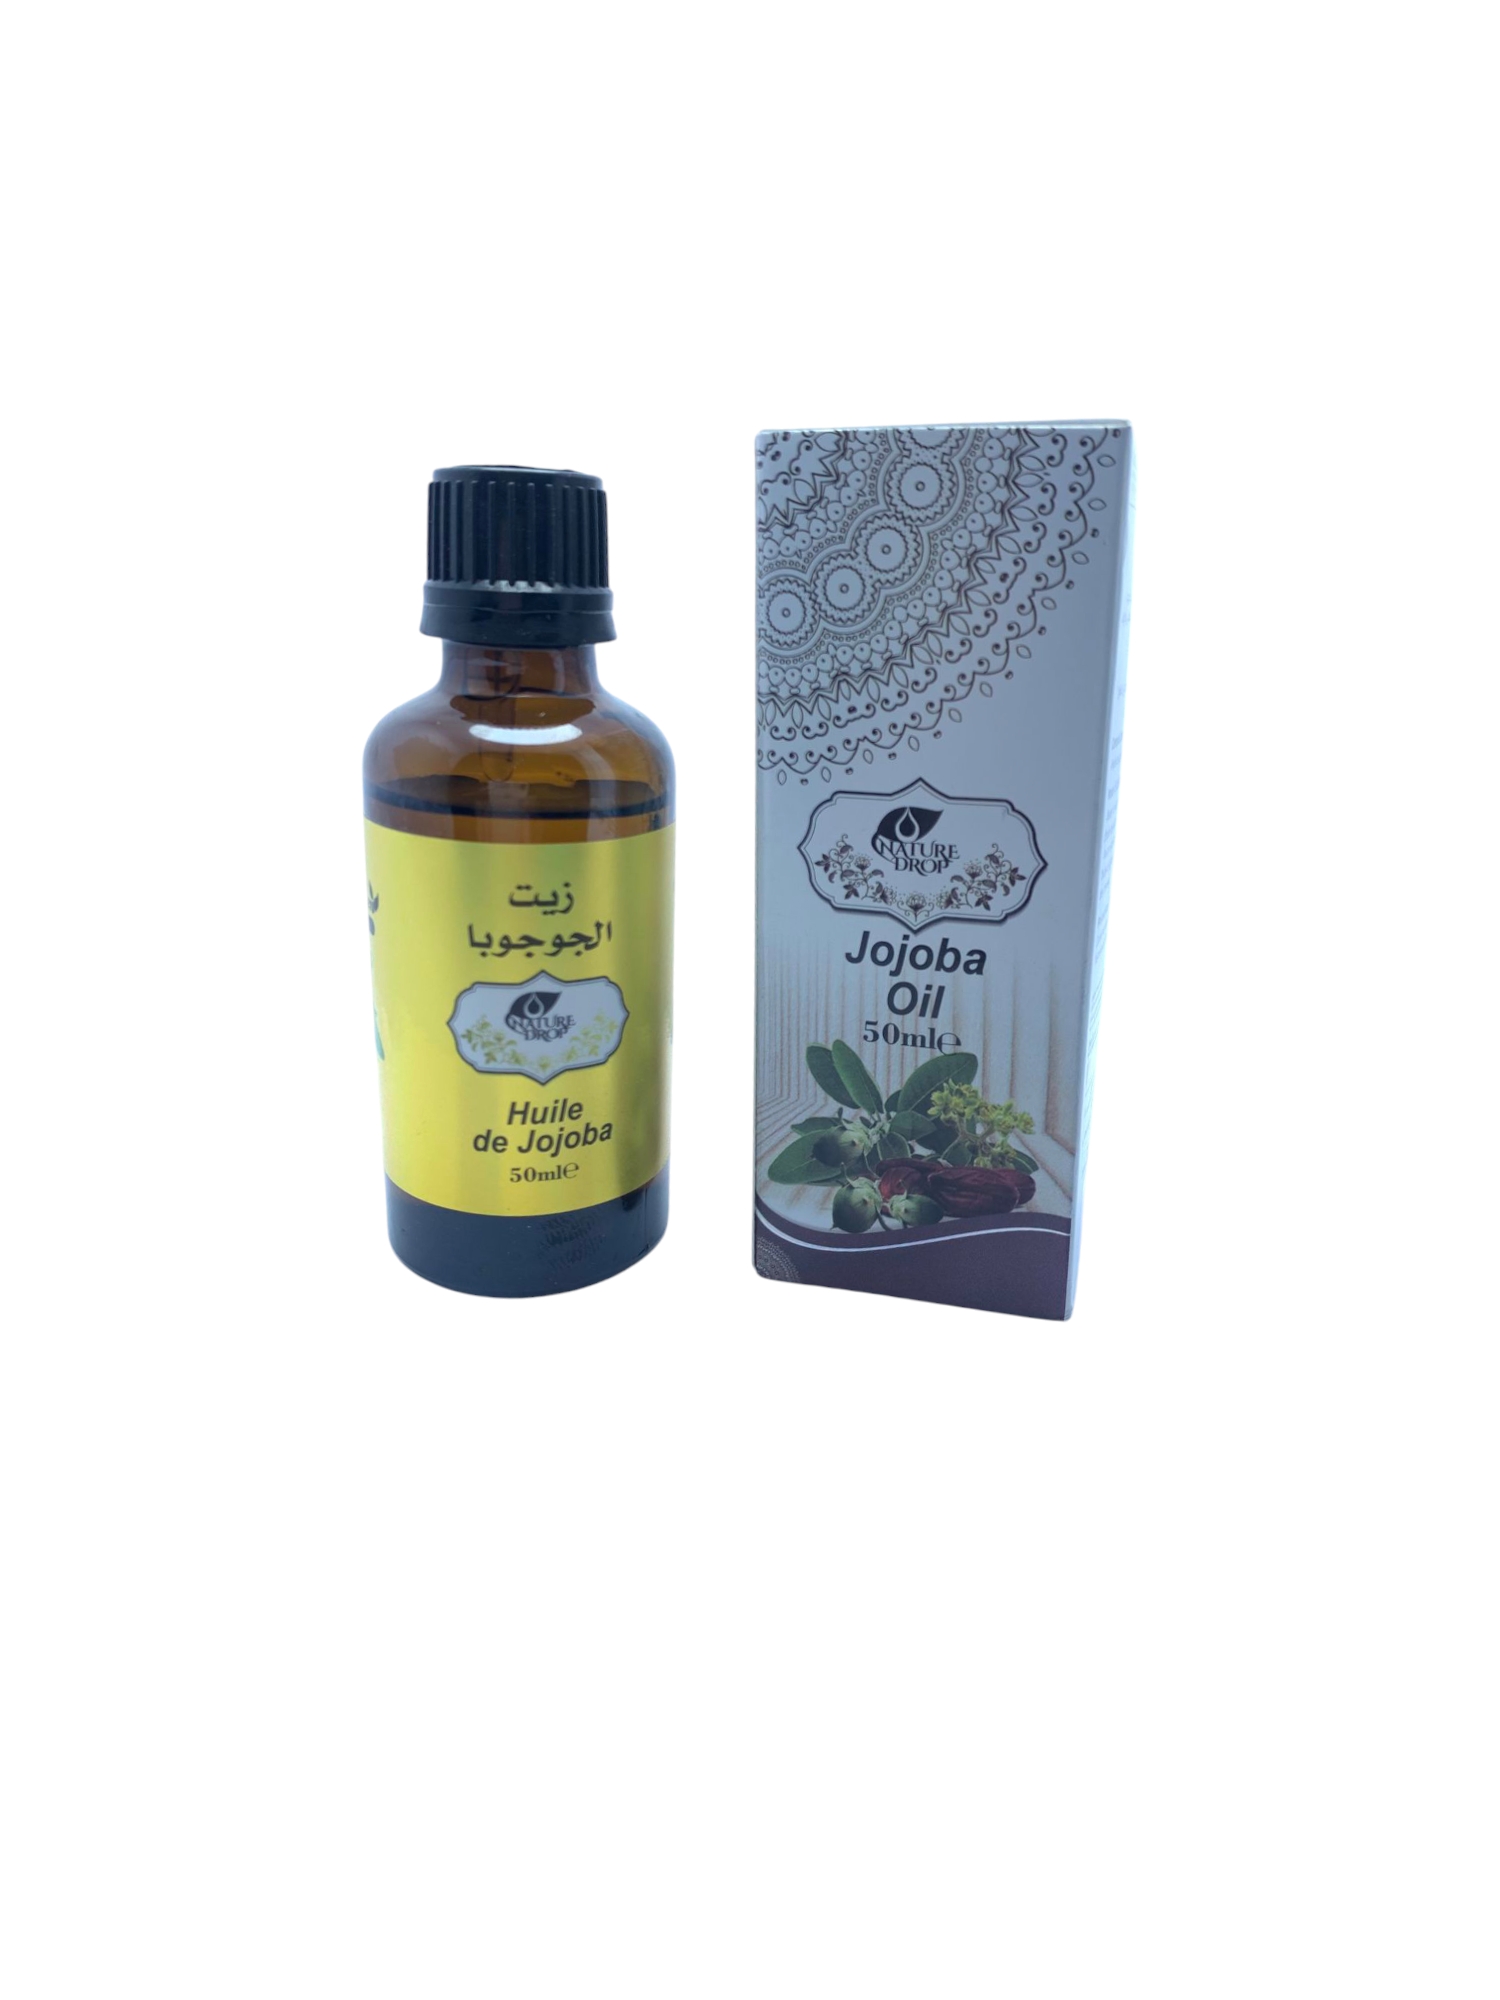 زيت
الجوجوبا
NATURE
DROP
Huile
de Jojoba
50ml℮
NATURE
DROP
Jojoba
Oil
50ml℮